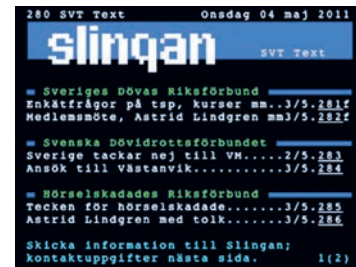 280 SVT Text Onsdag 04 maj 2011
slingan
SVT Text
Sveriges Dövas Riksförbund
Enkätfrågor på tsp, kurser mm..3/5.281f
Medlemsmöte, Astrid Lindgren mm3/5.282f
Svenska Dövidrottsförbundet
Sverige tackar nej till VM.....2/5.283
Ansök till Västanvik...........3/5.284
Hörselskadades Riksförbund
Tecken för hörselskadade.......3/5.285
Astrid Lindgren med tolk.......3/5.286
Skicka information till Slingan;
kontaktuppgifter nästa sida. 1(2)